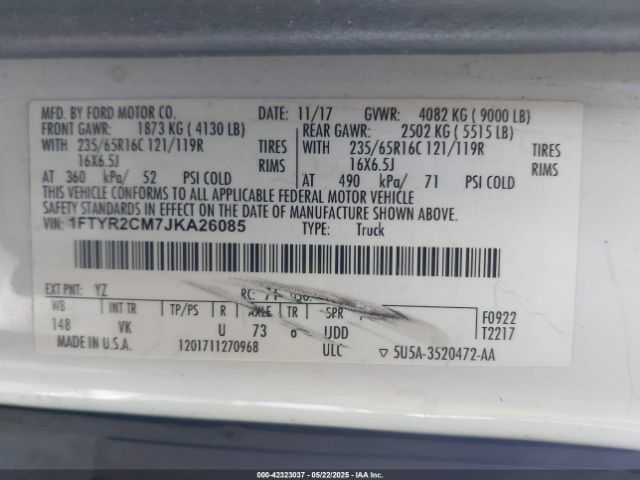 MFD. BY FORD MOTOR CO. DATE: 11/17 GVWR: 4082 KG ( 9000 LB)
FRONT GAWR: 1873 KG ( 4130 LB) REAR GAWR: 2502 KG ( 5515 LB)
WITH 235/65R16C 121/119R TIRES WITH 235/65R16C 121/119R TIRES
16X6.5J RIMS 16X6.5J RIMS
AT 360 kPa/ 52 PSI COLD AT 490 kPa/ 71 PSI COLD
THIS VEHICLE CONFORMS TO ALL APPLICABLE FEDERAL MOTOR VEHICLE
SAFETY STANDARDS IN EFFECT ON THE DATE OF MANUFACTURE SHOWN ABOVE.
VIN: 1FTYR2CM7JKA26085 TYPE: Truck
EXT PNT: YZ RC: 71
WB INT TR TP/PS R AXLE TR SPR F0922
148 VK U 73 UDD T2217
MADE IN U.S.A. 1201711270968 ULC ▽ 5U5A-3520472-AA
000-42323037 - 05/22/2025 - IAAI.com